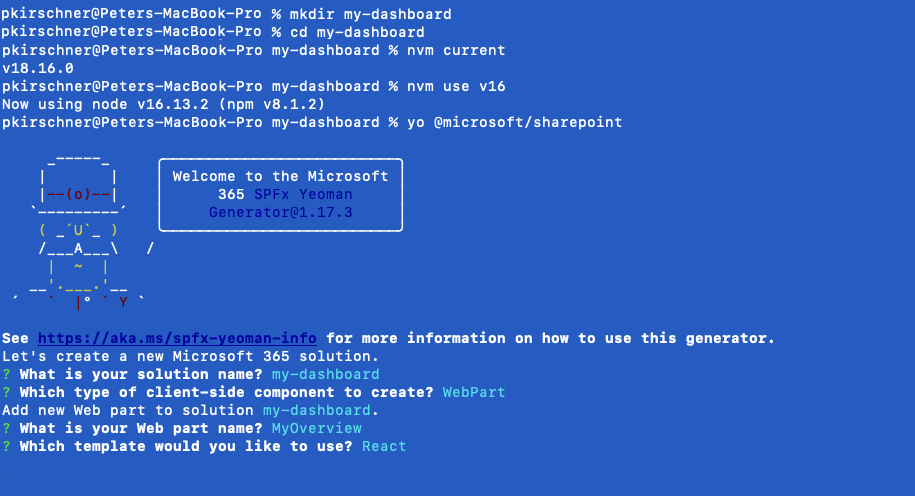 pkirschner@Peters-MacBook-Pro % mkdir my-dashboard
pkirschner@Peters-MacBook-Pro % cd my-dashboard
pkirschner@Peters-MacBook-Pro my-dashboard % nvm current
v18.16.0
pkirschner@Peters-MacBook-Pro my-dashboard % nvm use v16
Now using node v16.13.2 (npm v8.1.2)
pkirschner@Peters-MacBook-Pro my-dashboard % yo @microsoft/sharepoint
Welcome to the Microsoft
365 SPFx Yeoman
Generator@1.17.3
See https://aka.ms/spfx-yeoman-info for more information on how to use this generator.
Let's create a new Microsoft 365 solution.
? What is your solution name? my-dashboard
? Which type of client-side component to create? WebPart
Add new Web part to solution my-dashboard.
? What is your Web part name? MyOverview
? Which template would you like to use? React